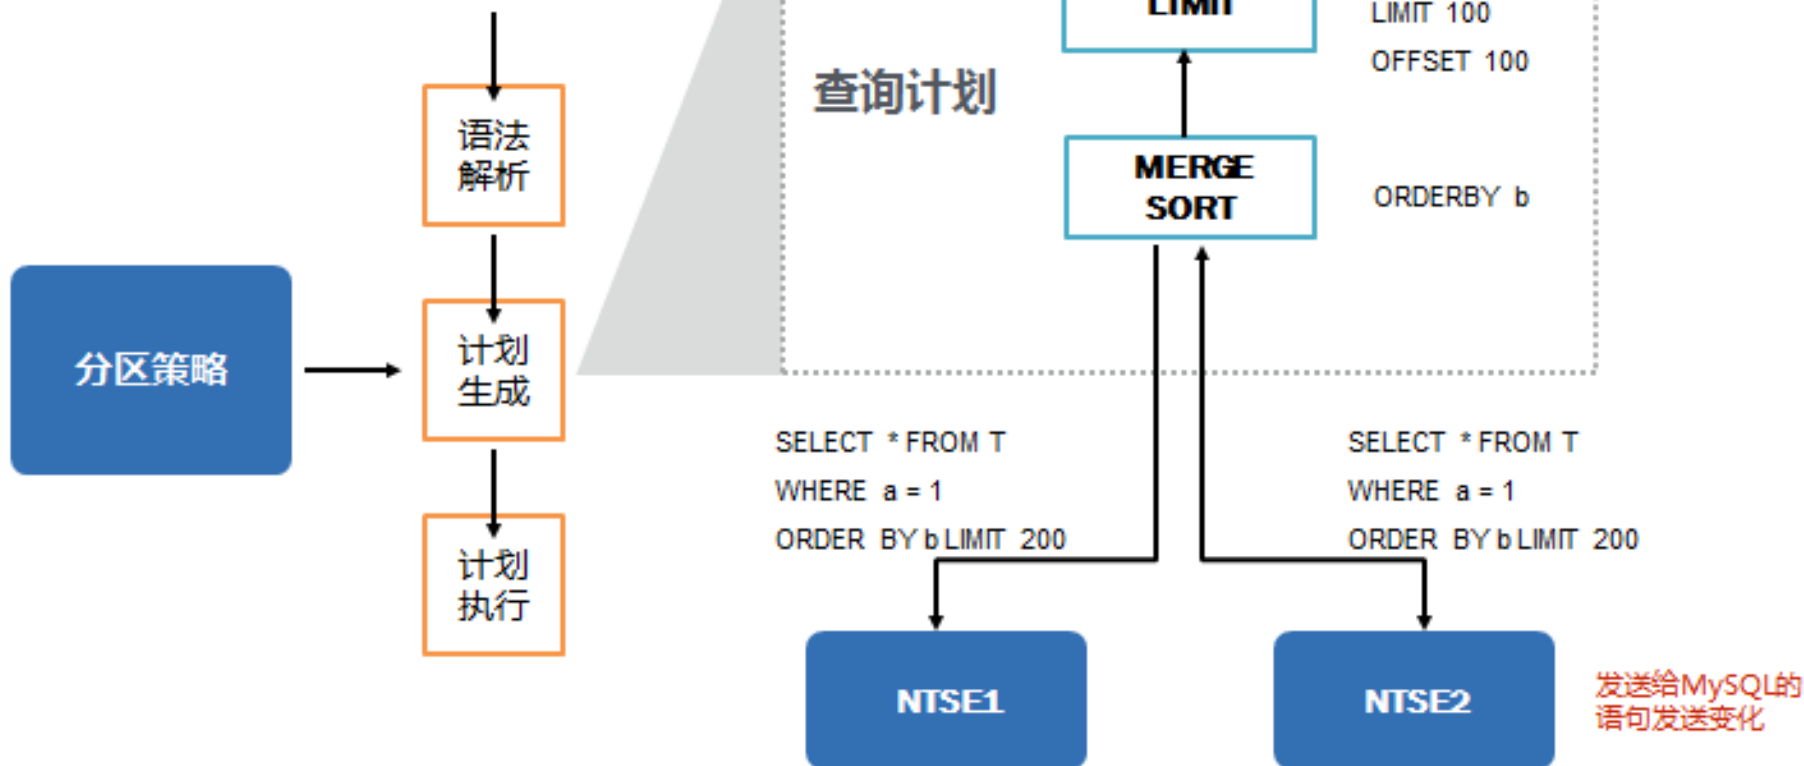 LIMIT
LIMIT 100
OFFSET 100
查询计划
语法
解析
MERGE
SORT
ORDERBY b
分区策略
计划
生成
SELECT * FROM T
WHERE a = 1
ORDER BY b LIMIT 200
SELECT * FROM T
WHERE a = 1
ORDER BY b LIMIT 200
计划
执行
NTSE1
NTSE2
发送给MySQL的
语句发送变化